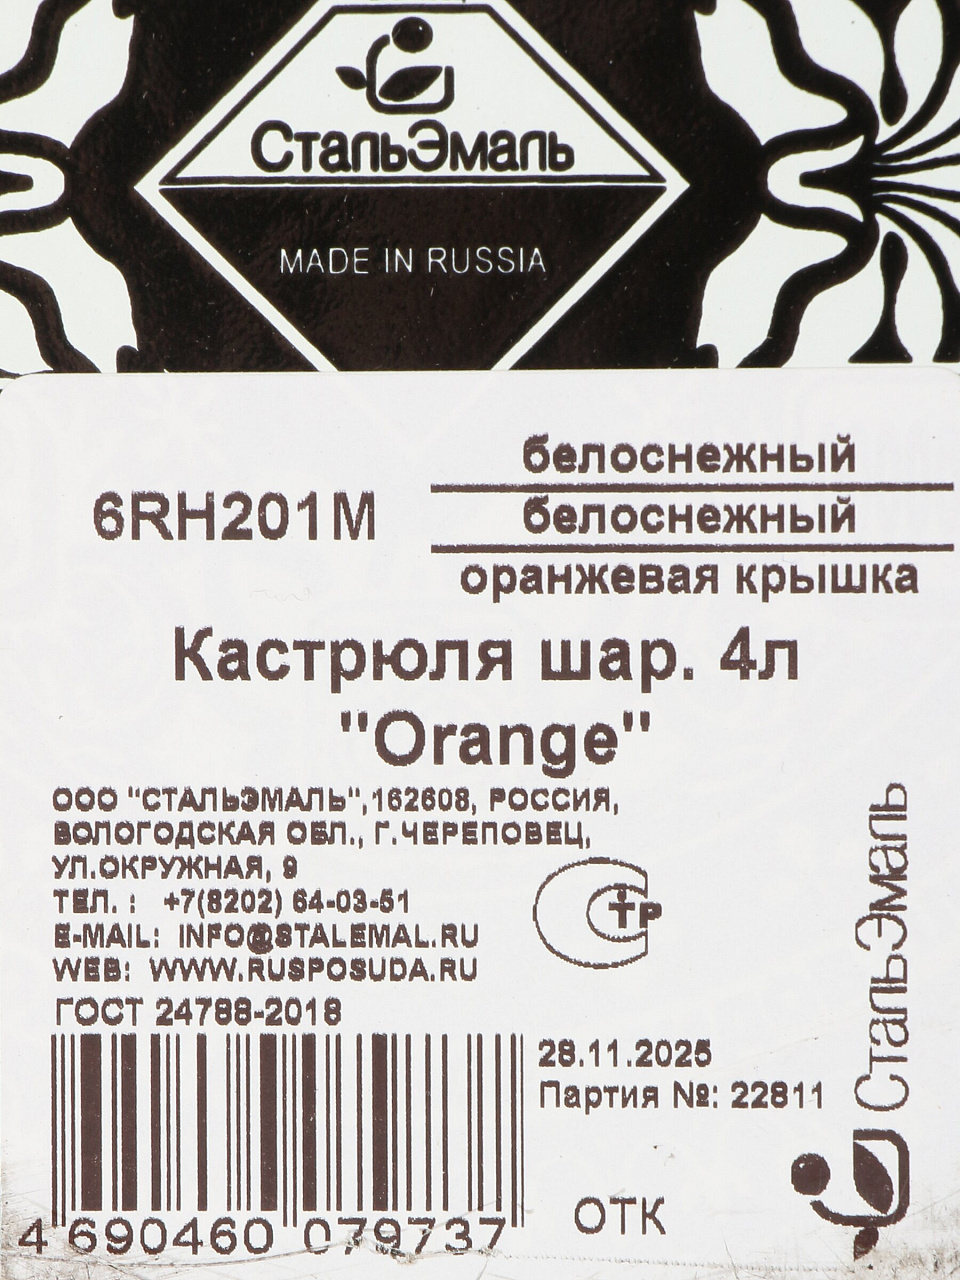 СтальЭмаль
MADE IN RUSSIA
6RH201M
белоснежный
белоснежный
оранжевая крышка
Кастрюля шар. 4л
"Orange"
ООО "СТАЛЬЭМАЛЬ",162608, РОССИЯ,
ВОЛОГОДСКАЯ ОБЛ., Г.ЧЕРЕПОВЕЦ,
УЛ.ОКРУЖНАЯ, 9
ТЕЛ. : +7(8202) 64-03-51
E-MAIL: INFO@STALEMAL.RU
WEB: WWW.RUSPOSUDA.RU
ГОСТ 24788-2018
СТР
28.11.2025
Партия №: 22811
ОТК
4 690460 079737
СтальЭмаль